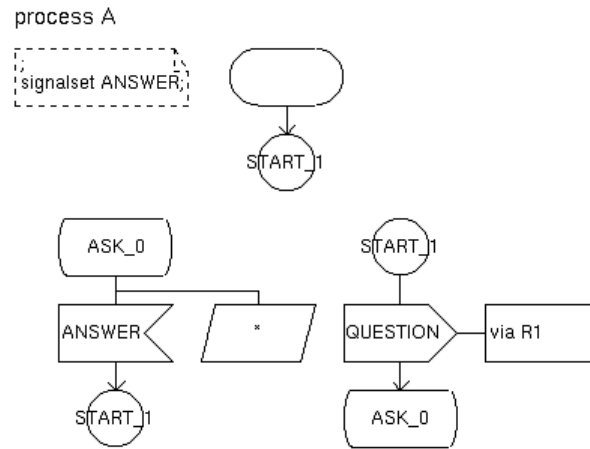 process A
;
signalset ANSWER;
START_1
ASK_0
START_1
ANSWER
*
QUESTION
via R1
START_1
ASK_0